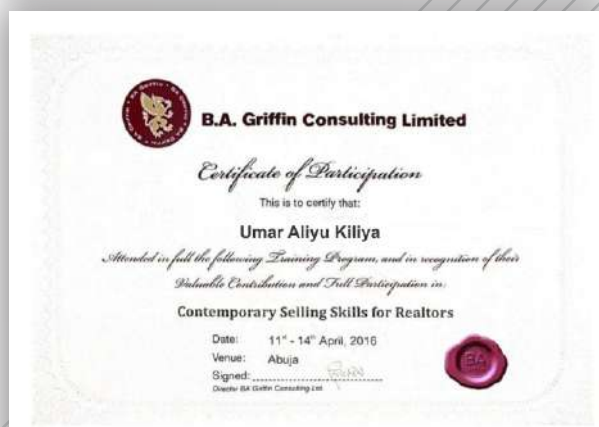 B.A. Griffin Consulting Limited
Certificate of Participation
This is to certify that:
Umar Aliyu Kiliya
Attended in full the following Training Program, and in recognition of their
Valuable Contribution and Full Participation in:
Contemporary Selling Skills for Realtors
Date: 11ᵗʰ - 14ᵗʰ April, 2016
Venue: Abuja
Signed:
Director BA Griffin Consulting Ltd
BA